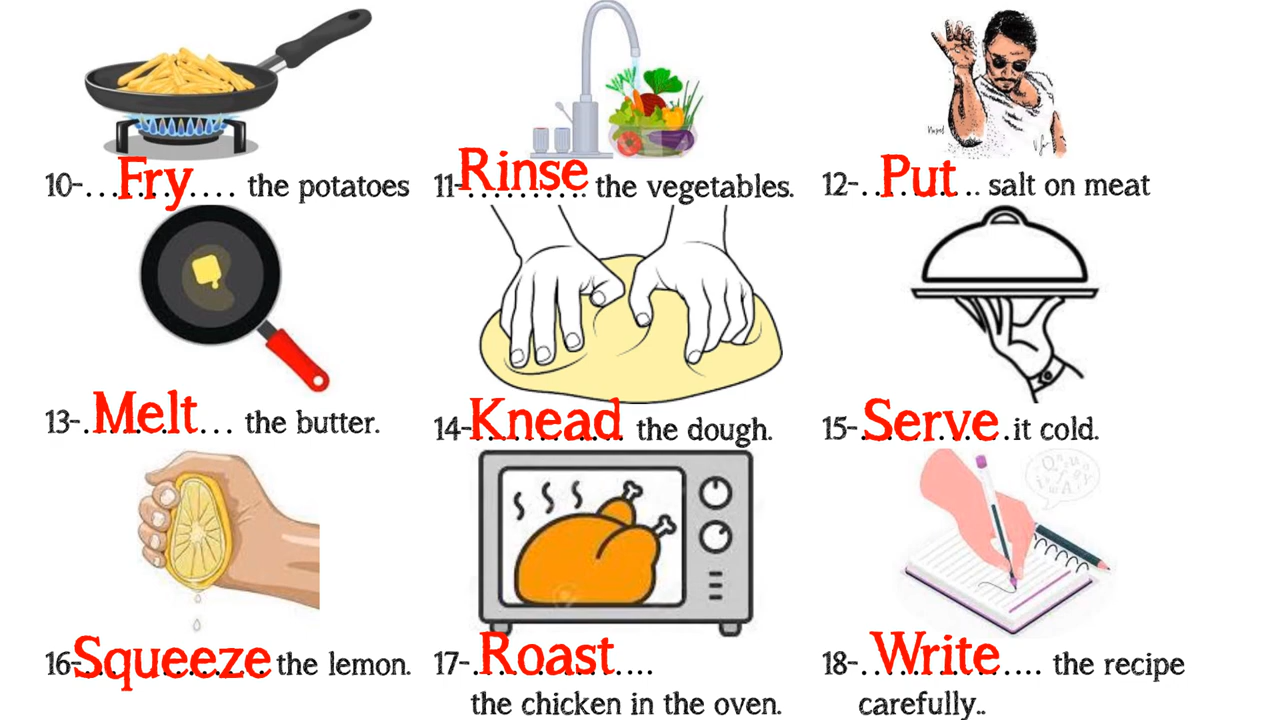 10-...Fry.... the potatoes
11-Rinse.......... the vegetables.
12-..Put... salt on meat
13-.Melt... the butter.
14-Knead the dough.
15-.Serve.it cold.
16-Squeeze the lemon.
17-.Roast....
the chicken in the oven.
18-..Write.... the recipe
carefully..